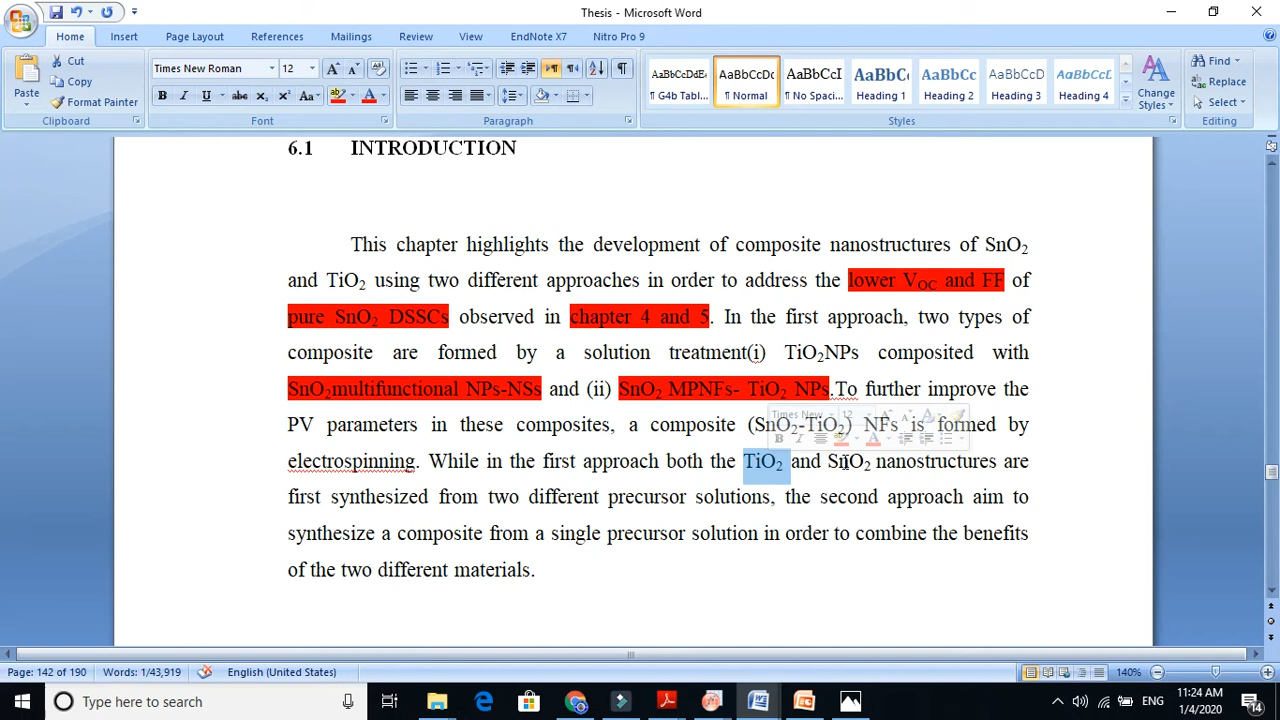 Thesis - Microsoft Word
Home Insert Page Layout References Mailings Review View EndNote X7 Nitro Pro 9
Paste Cut Copy Format Painter
Clipboard
Times New Roman 12
Font
Paragraph
AaBbCcDdE AaBbCcDc AaBbCcI AaBbC AaBbCc AaBbCcDc AaBbCcL
¶ G4b Tabl... ¶ Normal ¶ No Spaci... Heading 1 Heading 2 Heading 3 Heading 4
Change Styles
Styles
Find Replace Select
Editing
6.1 INTRODUCTION
This chapter highlights the development of composite nanostructures of SnO2
and TiO2 using two different approaches in order to address the lower VOC and FF of
pure SnO2 DSSCs observed in chapter 4 and 5. In the first approach, two types of
composite are formed by a solution treatment(i) TiO2NPs composited with
SnO2multifunctional NPs-NSs and (ii) SnO2 MPNFs- TiO2 NPs.To further improve the
Times New 12
PV parameters in these composites, a composite (SnO2-TiO2) NFs is formed by
electrospinning. While in the first approach both the TiO2 and SnO2 nanostructures are
first synthesized from two different precursor solutions, the second approach aim to
synthesize a composite from a single precursor solution in order to combine the benefits
of the two different materials.
Page: 142 of 190 Words: 1/43,919 English (United States) 140%
Type here to search
ENG 11:24 AM 1/4/2020 14